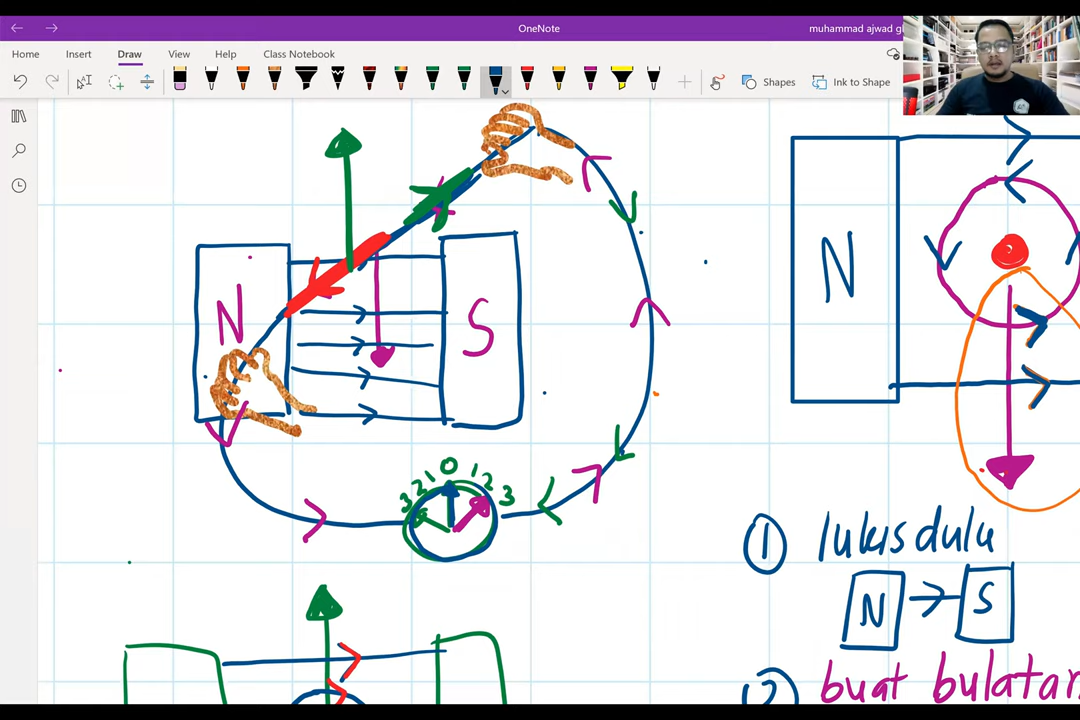 OneNote
muhammad ajwad
Home Insert Draw View Help Class Notebook
Shapes Ink to Shape
N S
3 2 1 0 1 2 3
N
1 lukis dulu
N → S
2 buat bulatan